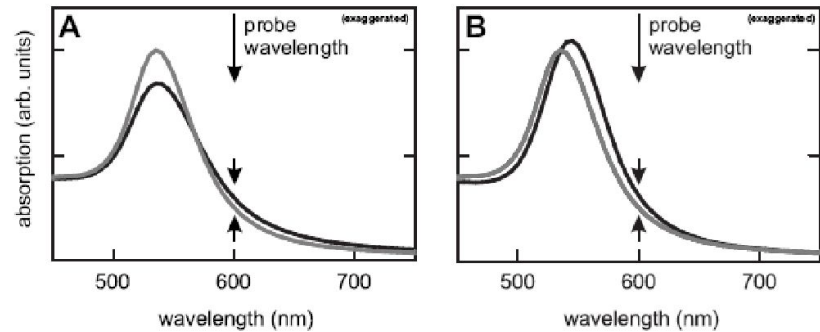 A
(exaggerated)
probe
wavelength
absorption (arb. units)
500
600
700
wavelength (nm)
B
(exaggerated)
probe
wavelength
500
600
700
wavelength (nm)